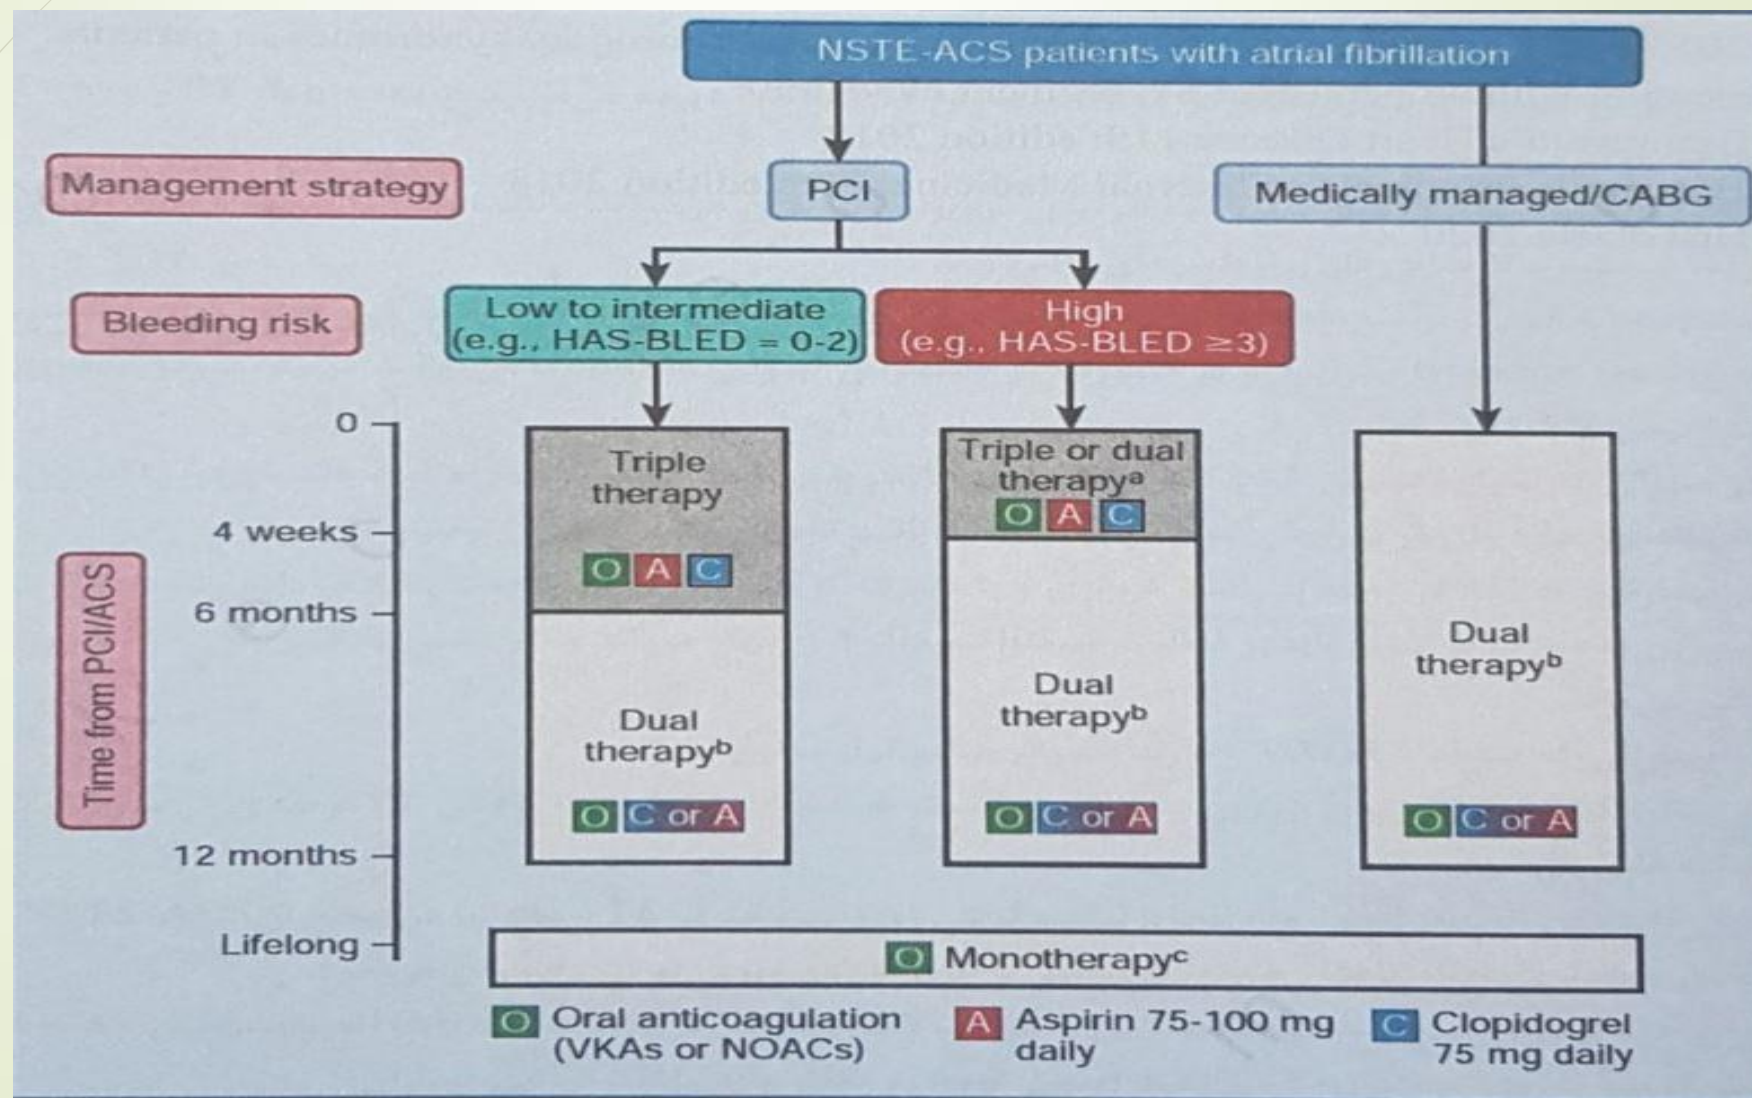 NSTE-ACS patients with atrial fibrillation
Management strategy
PCI
Medically managed/CABG
Bleeding risk
Low to intermediate
(e.g., HAS-BLED = 0-2)
High
(e.g., HAS-BLED ≥3)
Time from PCI/ACS
0
4 weeks
6 months
12 months
Lifelong
Triple
therapy
O A C
Dual
therapyᵇ
O C or A
Triple or dual
therapyᵃ
O A C
Dual
therapyᵇ
O C or A
Dual
therapyᵇ
O C or A
O Monotherapyᶜ
O Oral anticoagulation
(VKAs or NOACs)
A Aspirin 75-100 mg
daily
C Clopidogrel
75 mg daily